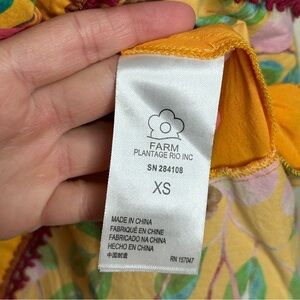 FARM
PLANTAGE RIO INC
SN 284108
XS
MADE IN CHINA
FABRIQUÉ EN CHINE
FABRICADO NA CHINA
HECHO EN CHINA
中国制造
RN 157047